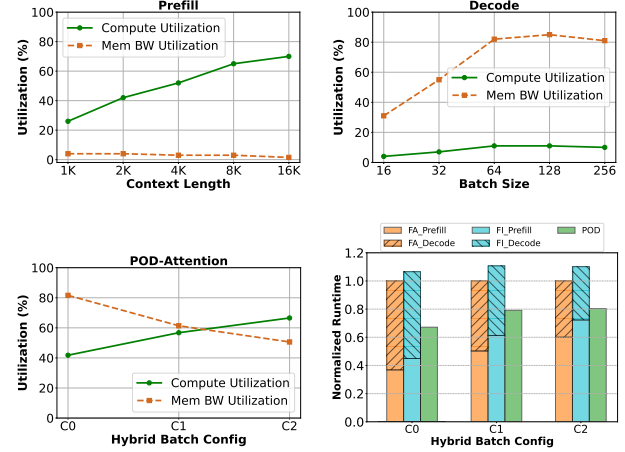 Prefill
Utilization (%)
100
80
60
40
20
0
Compute Utilization
Mem BW Utilization
1K 2K 4K 8K 16K
Context Length
Decode
Utilization (%)
100
80
60
40
20
0
Compute Utilization
Mem BW Utilization
16 32 64 128 256
Batch Size
POD-Attention
Utilization (%)
100
80
60
40
20
0
Compute Utilization
Mem BW Utilization
C0 C1 C2
Hybrid Batch Config
FA_Prefill FI_Prefill POD
FA_Decode FI_Decode
Normalized Runtime
1.2
1.0
0.8
0.6
0.4
0.2
0.0
C0 C1 C2
Hybrid Batch Config